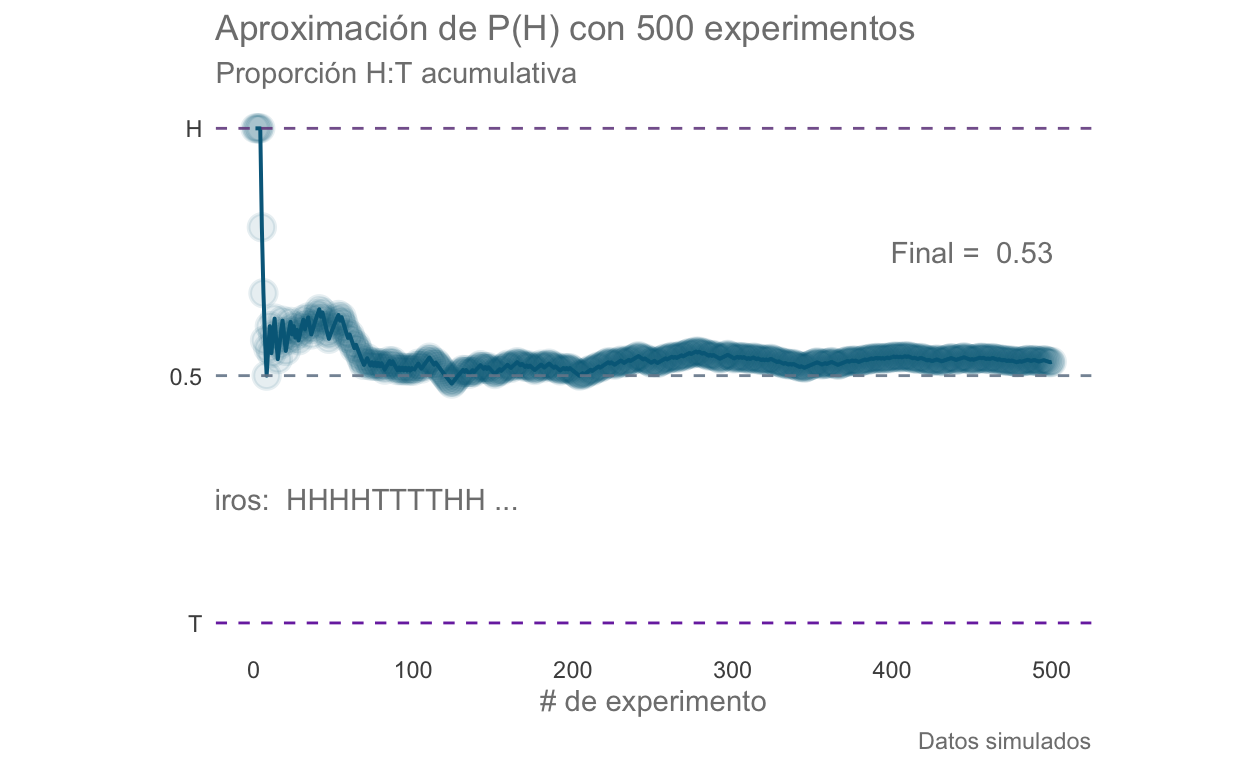 Aproximación de P(H) con 500 experimentos
Proporción H:T acumulativa
H
Final =  0.53
0.5
iros:  HHHHTTTTHH ...
T
0 100 200 300 400 500
# de experimento
Datos simulados